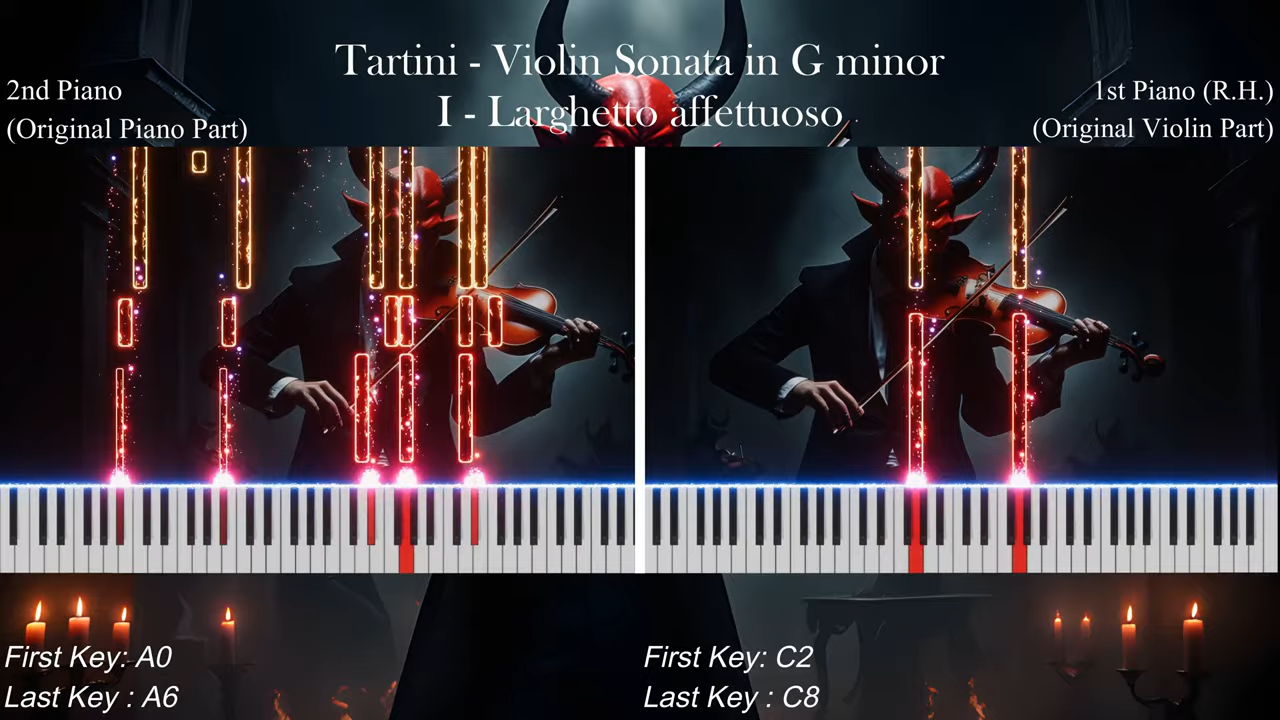 Tartini - Violin Sonata in G minor
I - Larghetto affettuoso
2nd Piano
(Original Piano Part)
1st Piano (R.H.)
(Original Violin Part)
First Key: A0
Last Key : A6
First Key: C2
Last Key : C8